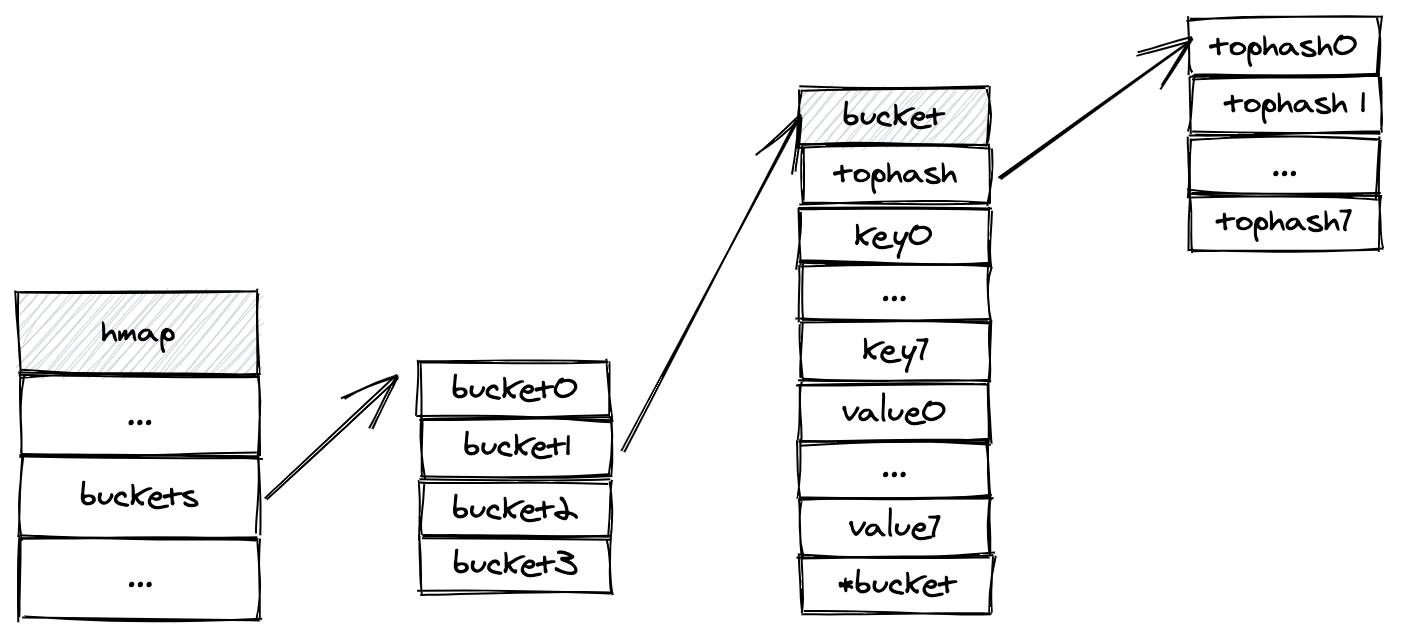 hmap
...
buckets
...
bucket0
bucket1
bucket2
bucket3
bucket
tophash
key0
...
key7
value0
...
value7
*bucket
tophash0
tophash 1
...
tophash7